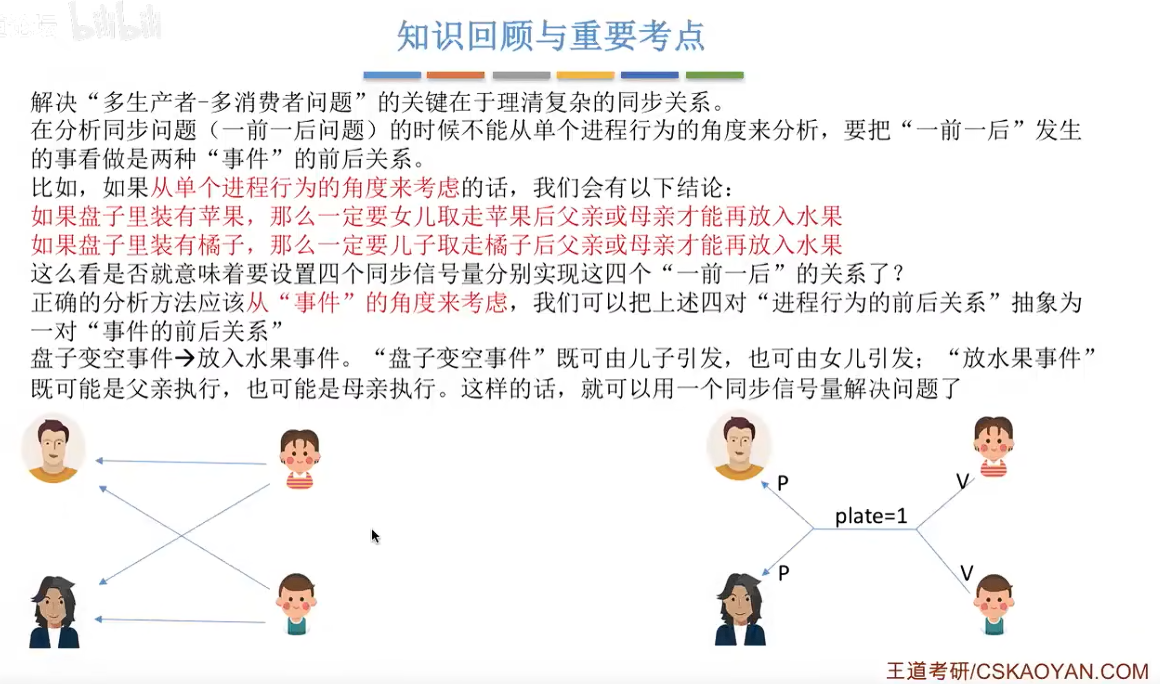 bilibili
知识回顾与重要考点
解决“多生产者-多消费者问题”的关键在于理清复杂的同步关系。
在分析同步问题（一前一后问题）的时候不能从单个进程行为的角度来分析，要把“一前一后”发生
的事看做是两种“事件”的前后关系。
比如，如果从单个进程行为的角度来考虑的话，我们会有以下结论：
如果盘子里装有苹果，那么一定要女儿取走苹果后父亲或母亲才能再放入水果
如果盘子里装有橘子，那么一定要儿子取走橘子后父亲或母亲才能再放入水果
这么看是否就意味着要设置四个同步信号量分别实现这四个“一前一后”的关系了？
正确的分析方法应该从“事件”的角度来考虑，我们可以把上述四对“进程行为的前后关系”抽象为
一对“事件的前后关系”
盘子变空事件→放入水果事件。“盘子变空事件”既可由儿子引发，也可由女儿引发；“放水果事件”
既可能是父亲执行，也可能是母亲执行。这样的话，就可以用一个同步信号量解决问题了
P
V
plate=1
P
V
王道考研/CSKAOYAN.COM